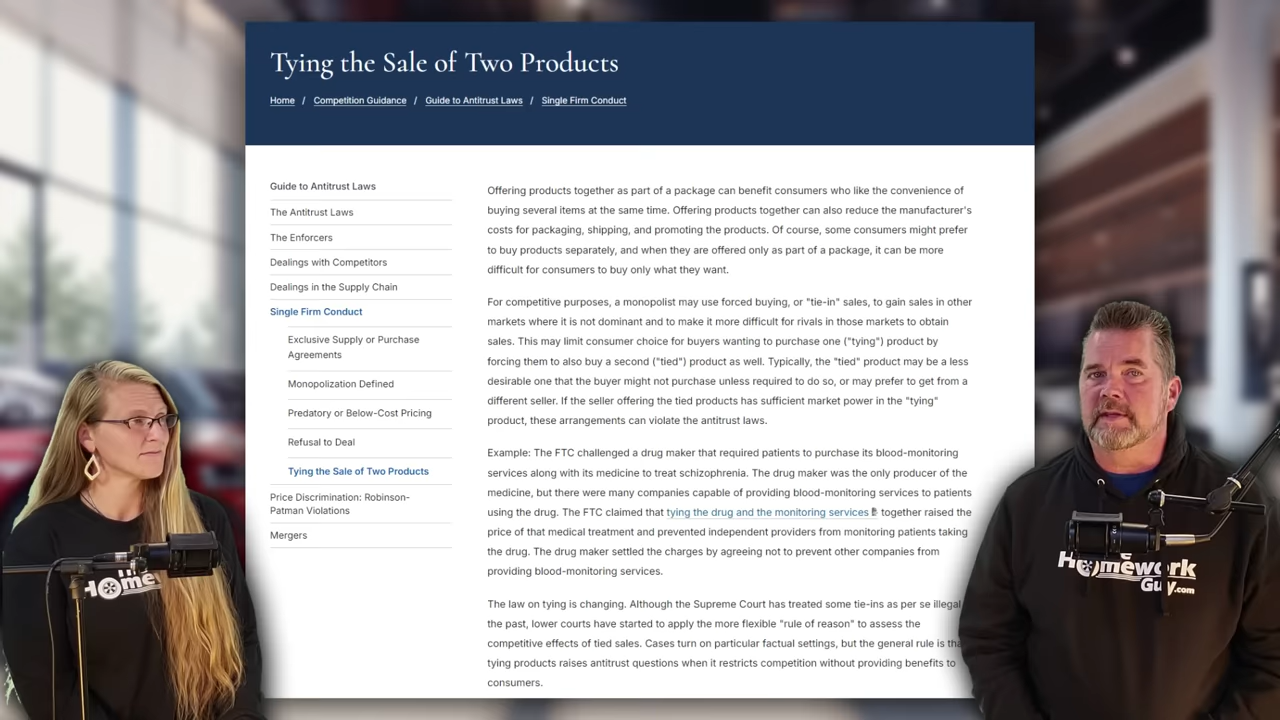 Tying the Sale of Two Products
Home / Competition Guidance / Guide to Antitrust Laws / Single Firm Conduct
Guide to Antitrust Laws
The Antitrust Laws
The Enforcers
Dealings with Competitors
Dealings in the Supply Chain
Single Firm Conduct
Exclusive Supply or Purchase
Agreements
Monopolization Defined
Predatory or Below-Cost Pricing
Refusal to Deal
Tying the Sale of Two Products
Price Discrimination: Robinson-
Patman Violations
Mergers
Offering products together as part of a package can benefit consumers who like the convenience of
buying several items at the same time. Offering products together can also reduce the manufacturer's
costs for packaging, shipping, and promoting the products. Of course, some consumers might prefer
to buy products separately, and when they are offered only as part of a package, it can be more
difficult for consumers to buy only what they want.
For competitive purposes, a monopolist may use forced buying, or "tie-in" sales, to gain sales in other
markets where it is not dominant and to make it more difficult for rivals in those markets to obtain
sales. This may limit consumer choice for buyers wanting to purchase one ("tying") product by
forcing them to also buy a second ("tied") product as well. Typically, the "tied" product may be a less
desirable one that the buyer might not purchase unless required to do so, or may prefer to get from a
different seller. If the seller offering the tied products has sufficient market power in the "tying"
product, these arrangements can violate the antitrust laws.
Example: The FTC challenged a drug maker that required patients to purchase its blood-monitoring
services along with its medicine to treat schizophrenia. The drug maker was the only producer of the
medicine, but there were many companies capable of providing blood-monitoring services to patients
using the drug. The FTC claimed that tying the drug and the monitoring services together raised the
price of that medical treatment and prevented independent providers from monitoring patients taking
the drug. The drug maker settled the charges by agreeing not to prevent other companies from
providing blood-monitoring services.
The law on tying is changing. Although the Supreme Court has treated some tie-ins as per se illegal
the past, lower courts have started to apply the more flexible "rule of reason" to assess the
competitive effects of tied sales. Cases turn on particular factual settings, but the general rule is
tying products raises antitrust questions when it restricts competition without providing benefits to
consumers.
Homework
Guy.com